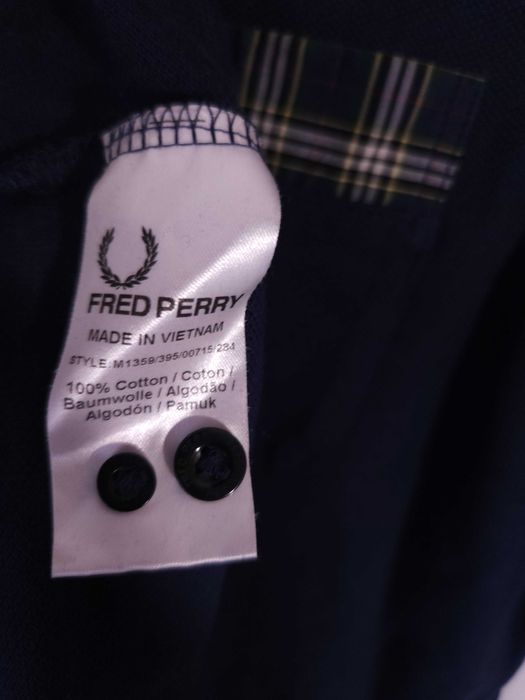 FRED PERRY
MADE IN VIETNAM
STYLE: M1359/395/00715/284
100% Cotton / Coton /
Baumwolle / Algodão /
Algodón / Pamuk